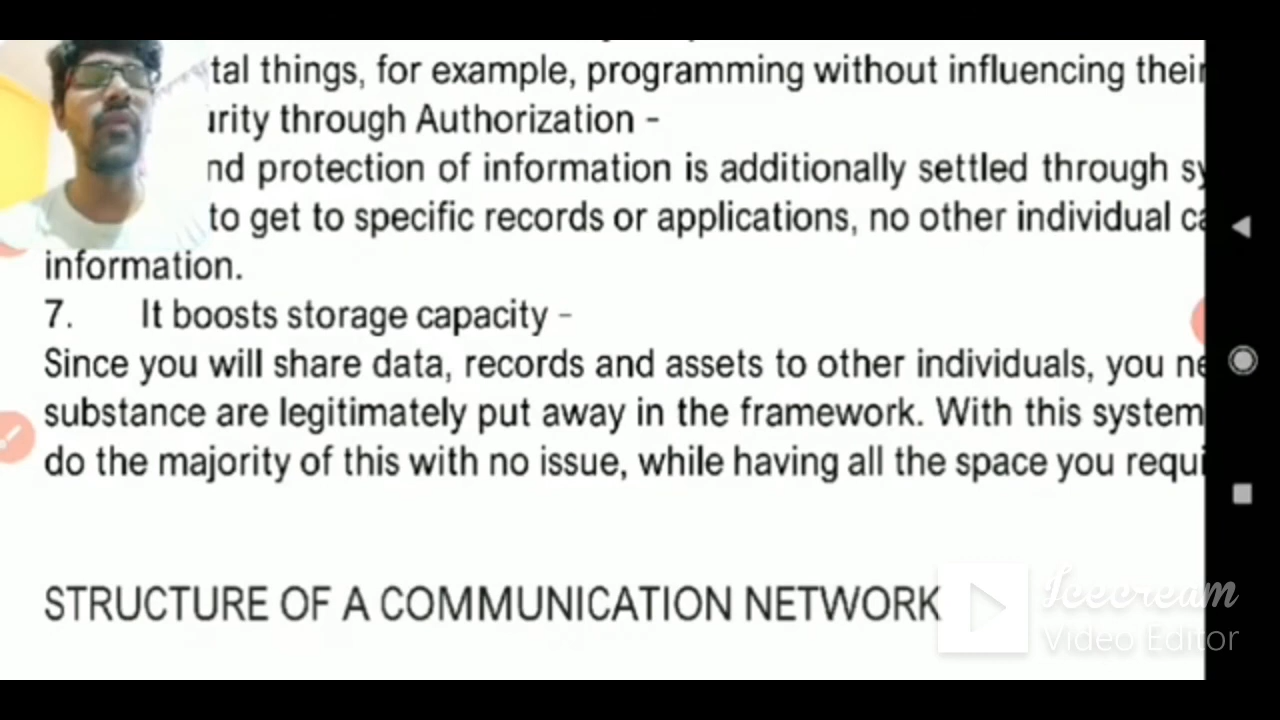 tal things, for example, programming without influencing their
urity through Authorization -
nd protection of information is additionally settled through sy
to get to specific records or applications, no other individual ca
information.
7. It boosts storage capacity -
Since you will share data, records and assets to other individuals, you ne
substance are legitimately put away in the framework. With this system
do the majority of this with no issue, while having all the space you requi
STRUCTURE OF A COMMUNICATION NETWORK
Icecream
Video Editor